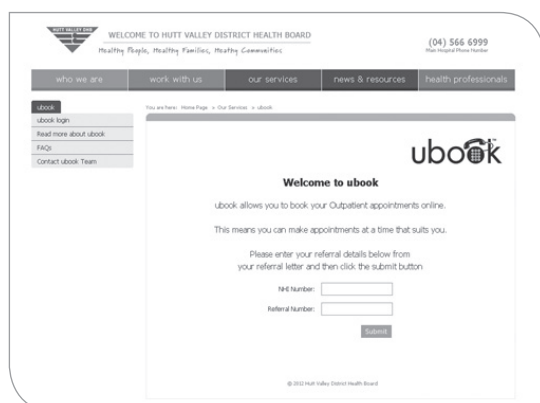 HUTT VALLEY DHB
WELCOME TO HUTT VALLEY DISTRICT HEALTH BOARD
Healthy People, Healthy Families, Healthy Communities
(04) 566 6999
Main Hospital Phone Number
who we are
work with us
our services
news & resources
health professionals
ubook
ubook login
Read more about ubook
FAQs
Contact ubook Team
You are here: Home Page > Our Services > ubook
ubook
Welcome to ubook
ubook allows you to book your Outpatient appointments online.
This means you can make appointments at a time that suits you.
Please enter your referral details below from
your referral letter and then click the submit button
NHI Number:
Referral Number:
Submit
© 2012 Hutt Valley District Health Board